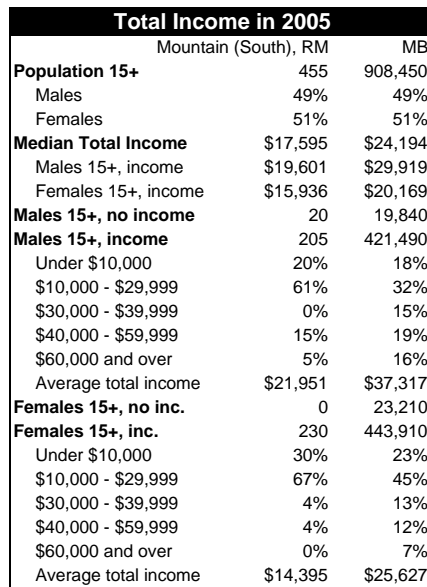 Total Income in 2005
Mountain (South), RM MB
Population 15+ 455 908,450
Males 49% 49%
Females 51% 51%
Median Total Income $17,595 $24,194
Males 15+, income $19,601 $29,919
Females 15+, income $15,936 $20,169
Males 15+, no income 20 19,840
Males 15+, income 205 421,490
Under $10,000 20% 18%
$10,000 - $29,999 61% 32%
$30,000 - $39,999 0% 15%
$40,000 - $59,999 15% 19%
$60,000 and over 5% 16%
Average total income $21,951 $37,317
Females 15+, no inc. 0 23,210
Females 15+, inc. 230 443,910
Under $10,000 30% 23%
$10,000 - $29,999 67% 45%
$30,000 - $39,999 4% 13%
$40,000 - $59,999 4% 12%
$60,000 and over 0% 7%
Average total income $14,395 $25,627